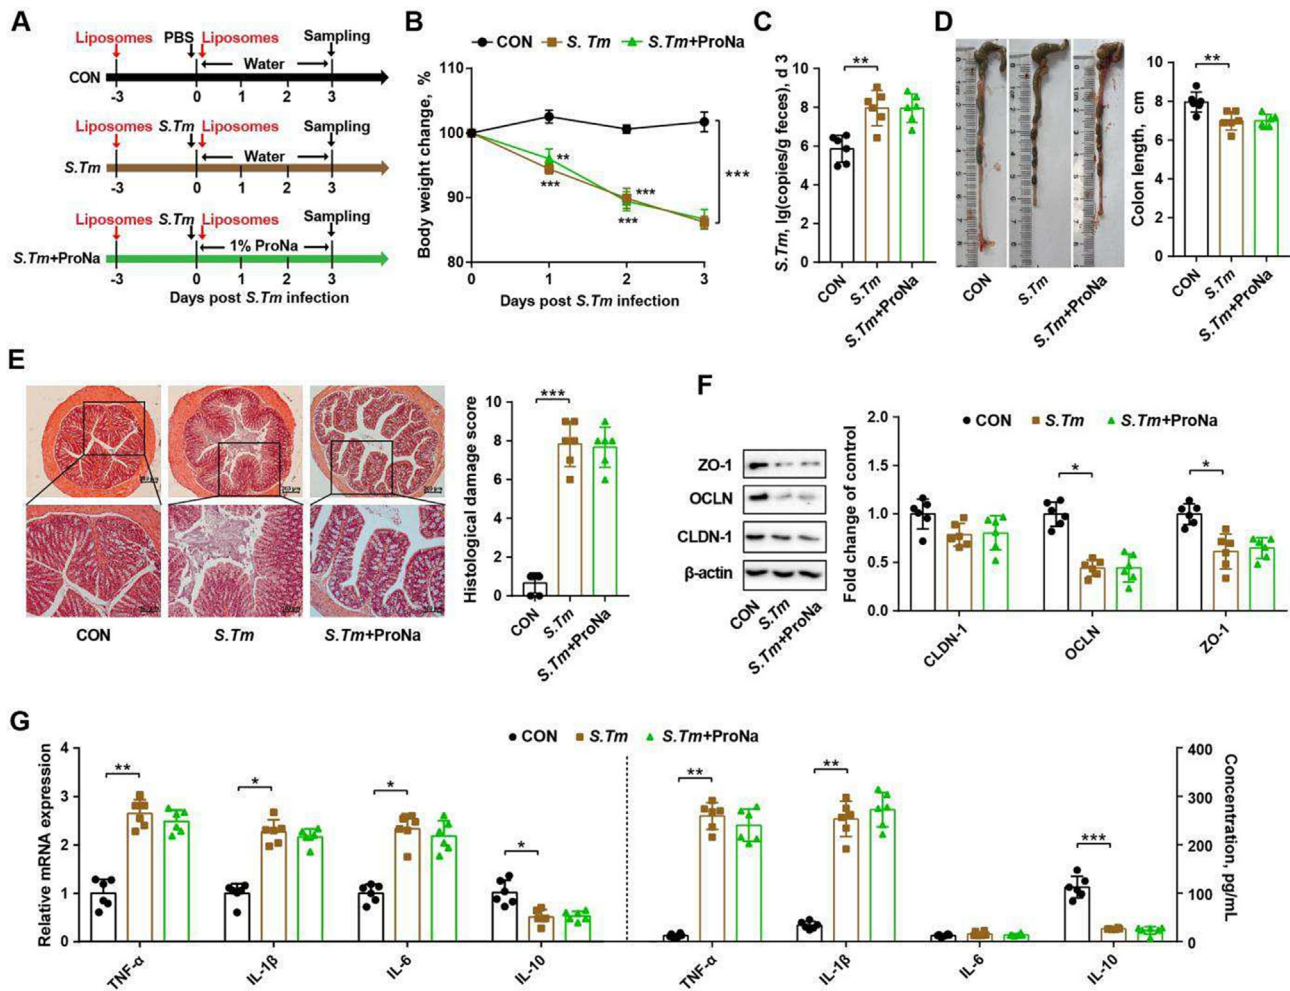 A
Liposomes PBS Liposomes Sampling
CON
Water
-3 0 1 2 3
Liposomes S.Tm Liposomes Sampling
S.Tm
Water
-3 0 1 2 3
Liposomes S.Tm Liposomes Sampling
S.Tm+ProNa
1% ProNa
-3 0 1 2 3
Days post S.Tm infection
B
CON S.Tm S.Tm+ProNa
Body weight change, %
110
100
90
80
**
***
***
***
***
0 1 2 3
Days post S.Tm infection
C
S.Tm, lg(copies/g feces), d 3
10
8
6
4
2
0
**
CON
S.Tm
S.Tm+ProNa
D
CON
S.Tm
S.Tm+ProNa
Colon length, cm
10
8
6
4
2
0
**
CON
S.Tm
S.Tm+ProNa
E
CON S.Tm S.Tm+ProNa
Histological damage score
10
8
6
4
2
0
***
CON
S.Tm
S.Tm+ProNa
F
ZO-1
OCLN
CLDN-1
β-actin
CON
S.Tm
S.Tm+ProNa
CON S.Tm S.Tm+ProNa
Fold change of control
2.0
1.5
1.0
0.5
0.0
*
*
CLDN-1
OCLN
ZO-1
G
CON S.Tm S.Tm+ProNa
Relative mRNA expression
4
3
2
1
0
**
*
*
*
TNF-α
IL-1β
IL-6
IL-10
**
**
***
TNF-α
IL-1β
IL-6
IL-10
400
300
200
100
0
Concentration, pg/mL